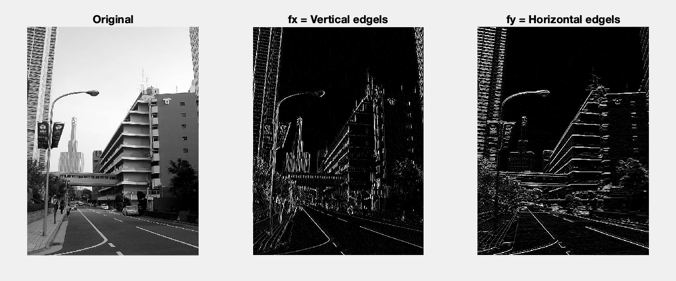 Original
fx = Vertical edgels
fy = Horizontal edgels